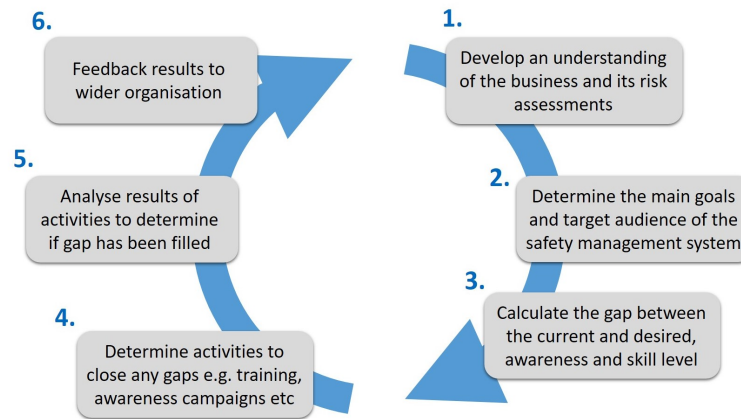 1.
Develop an understanding
of the business and its risk
assessments
2.
Determine the main goals
and target audience of the
safety management system
3.
Calculate the gap between
the current and desired,
awareness and skill level
4.
Determine activities to
close any gaps e.g. training,
awareness campaigns etc
5.
Analyse results of
activities to determine
if gap has been filled
6.
Feedback results to
wider organisation